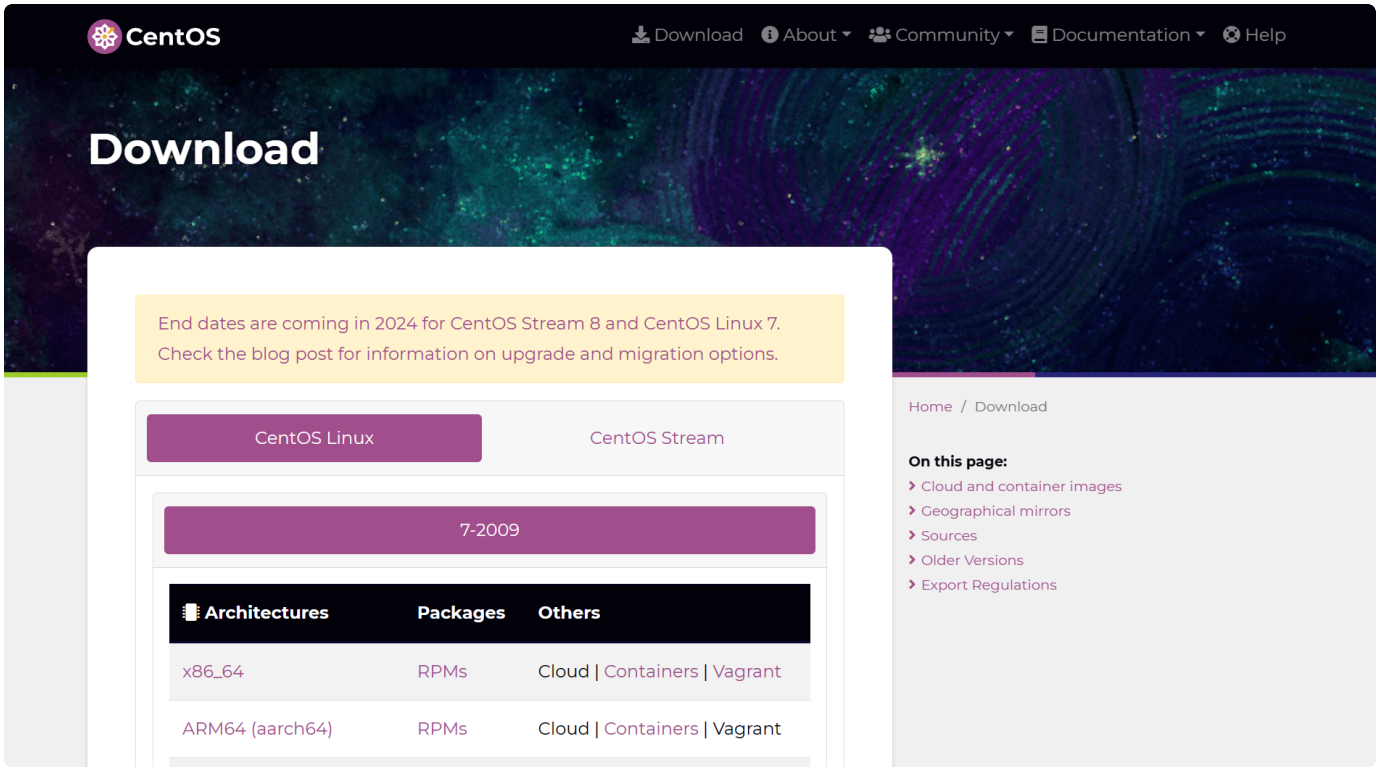 CentOS
Download About Community Documentation Help
Download
End dates are coming in 2024 for CentOS Stream 8 and CentOS Linux 7.
Check the blog post for information on upgrade and migration options.
CentOS Linux CentOS Stream
7-2009
Architectures Packages Others
x86_64 RPMs Cloud | Containers | Vagrant
ARM64 (aarch64) RPMs Cloud | Containers | Vagrant
Home / Download
On this page:
Cloud and container images
Geographical mirrors
Sources
Older Versions
Export Regulations